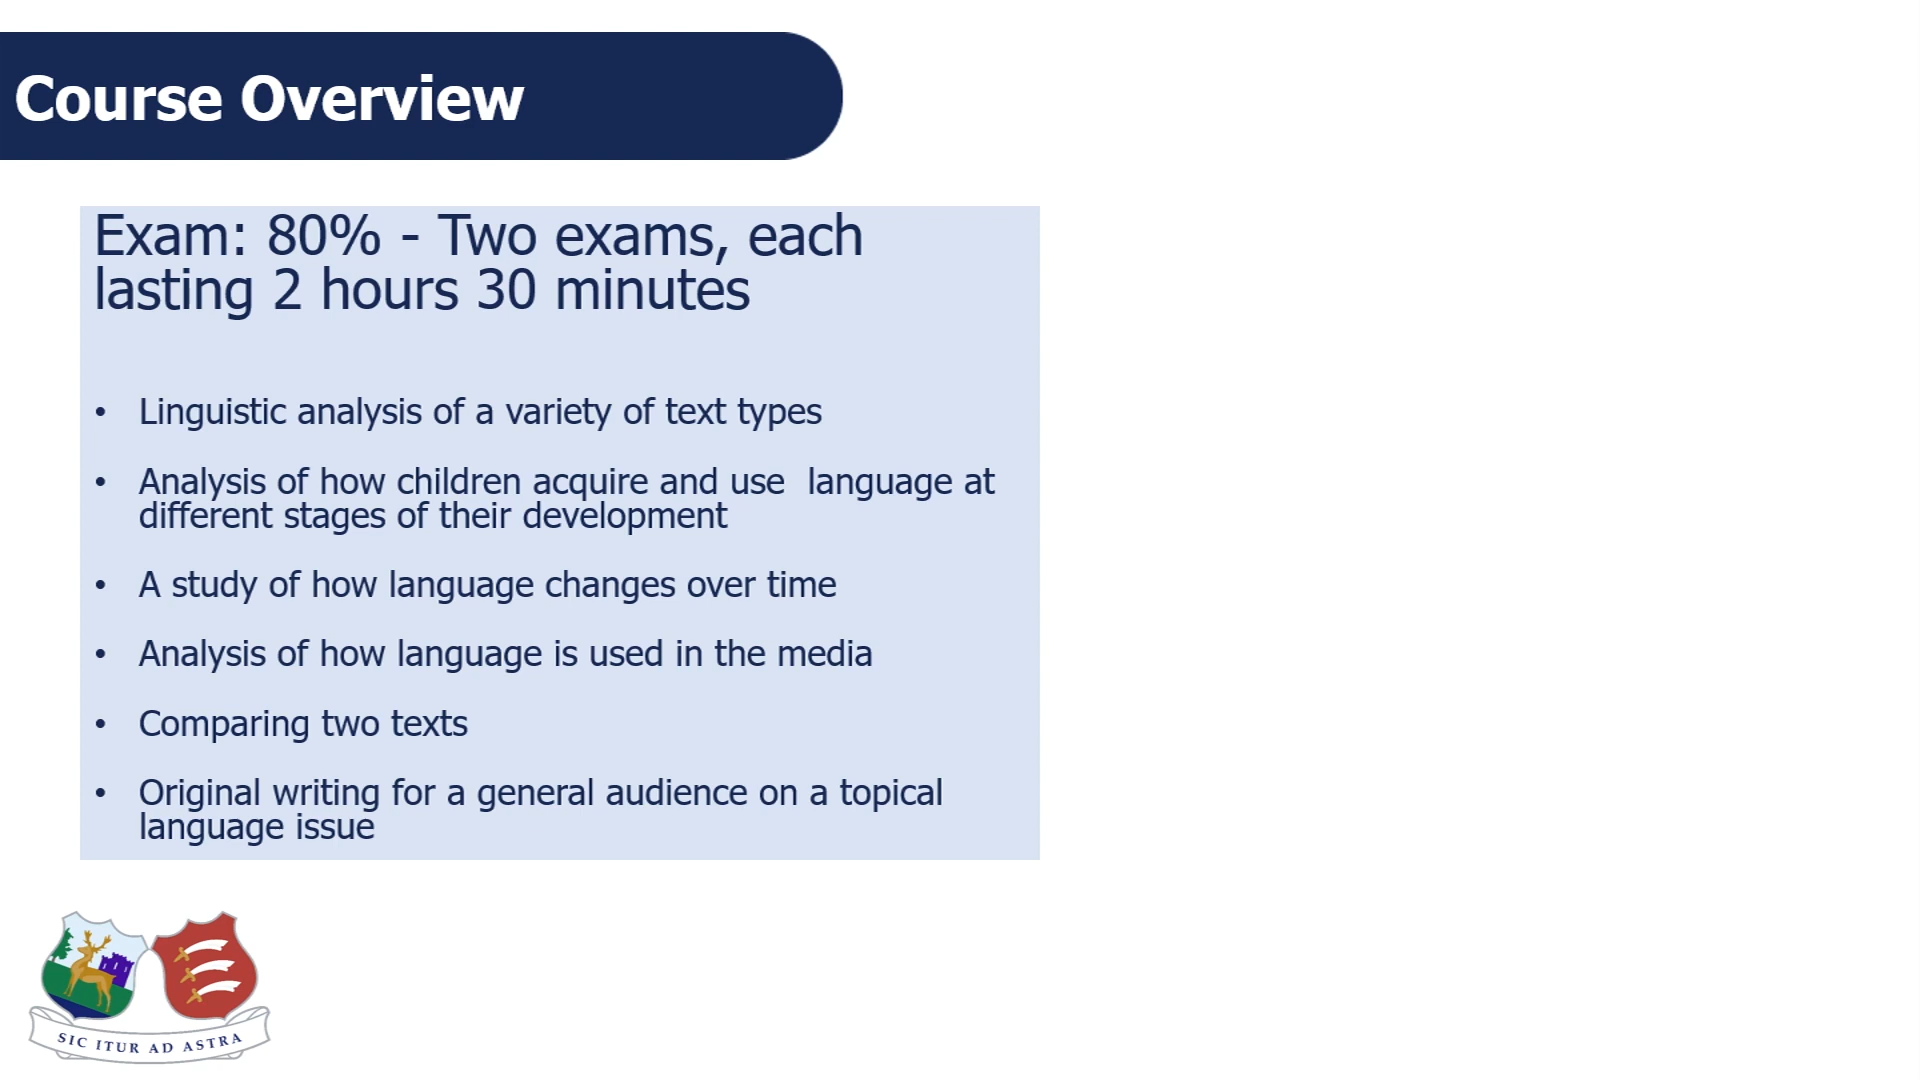 Course Overview
Exam: 80% - Two exams, each
lasting 2 hours 30 minutes
• Linguistic analysis of a variety of text types
• Analysis of how children acquire and use  language at
different stages of their development
• A study of how language changes over time
• Analysis of how language is used in the media
• Comparing two texts
• Original writing for a general audience on a topical
language issue
SIC ITUR AD ASTRA